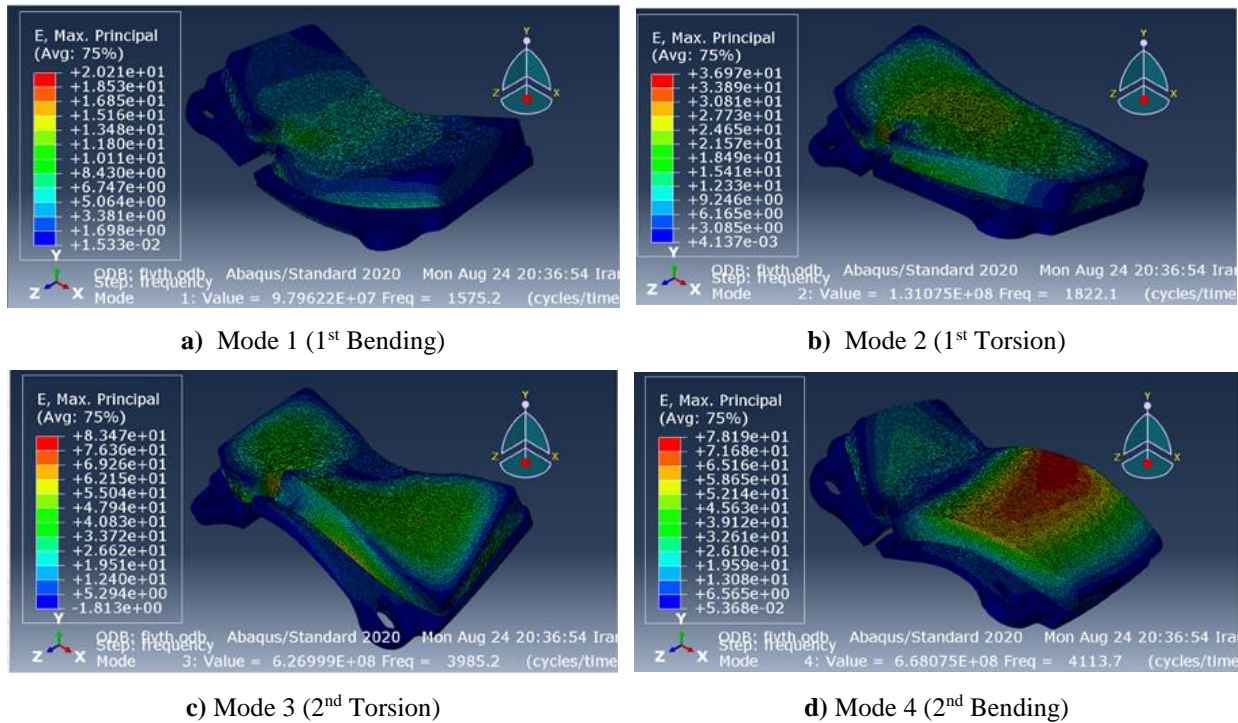 E, Max. Principal
(Avg: 75%)
+2.021e+01
+1.853e+01
+1.685e+01
+1.516e+01
+1.348e+01
+1.180e+01
+1.011e+01
+8.430e+00
+6.747e+00
+5.064e+00
+3.381e+00
+1.698e+00
+1.533e-02
Y
Z
X
Y
Z X
ODB: flyth.odb Abaqus/Standard 2020 Mon Aug 24 20:36:54 Iran
Step: frequency
Mode 1: Value = 9.79622E+07 Freq = 1575.2 (cycles/time
a) Mode 1 (1st Bending)
E, Max. Principal
(Avg: 75%)
+3.697e+01
+3.389e+01
+3.081e+01
+2.773e+01
+2.465e+01
+2.157e+01
+1.849e+01
+1.541e+01
+1.233e+01
+9.246e+00
+6.165e+00
+3.085e+00
+4.137e-03
Y
Z
X
Y
Z X
ODB: flyth.odb Abaqus/Standard 2020 Mon Aug 24 20:36:54 Iran
Step: frequency
Mode 2: Value = 1.31075E+08 Freq = 1822.1 (cycles/time
b) Mode 2 (1st Torsion)
E, Max. Principal
(Avg: 75%)
+8.347e+01
+7.636e+01
+6.926e+01
+6.215e+01
+5.504e+01
+4.794e+01
+4.083e+01
+3.372e+01
+2.662e+01
+1.951e+01
+1.240e+01
+5.294e+00
-1.813e+00
Y
Z
X
Y
Z X
ODB: flyth.odb Abaqus/Standard 2020 Mon Aug 24 20:36:54 Iran
Step: frequency
Mode 3: Value = 6.26999E+08 Freq = 3985.2 (cycles/time
c) Mode 3 (2nd Torsion)
E, Max. Principal
(Avg: 75%)
+7.819e+01
+7.168e+01
+6.516e+01
+5.865e+01
+5.214e+01
+4.563e+01
+3.912e+01
+3.261e+01
+2.610e+01
+1.959e+01
+1.308e+01
+6.565e+00
+5.368e-02
Y
Z
X
Y
Z X
ODB: flyth.odb Abaqus/Standard 2020 Mon Aug 24 20:36:54 Iran
Step: frequency
Mode 4: Value = 6.68075E+08 Freq = 4113.7 (cycles/time
d) Mode 4 (2nd Bending)